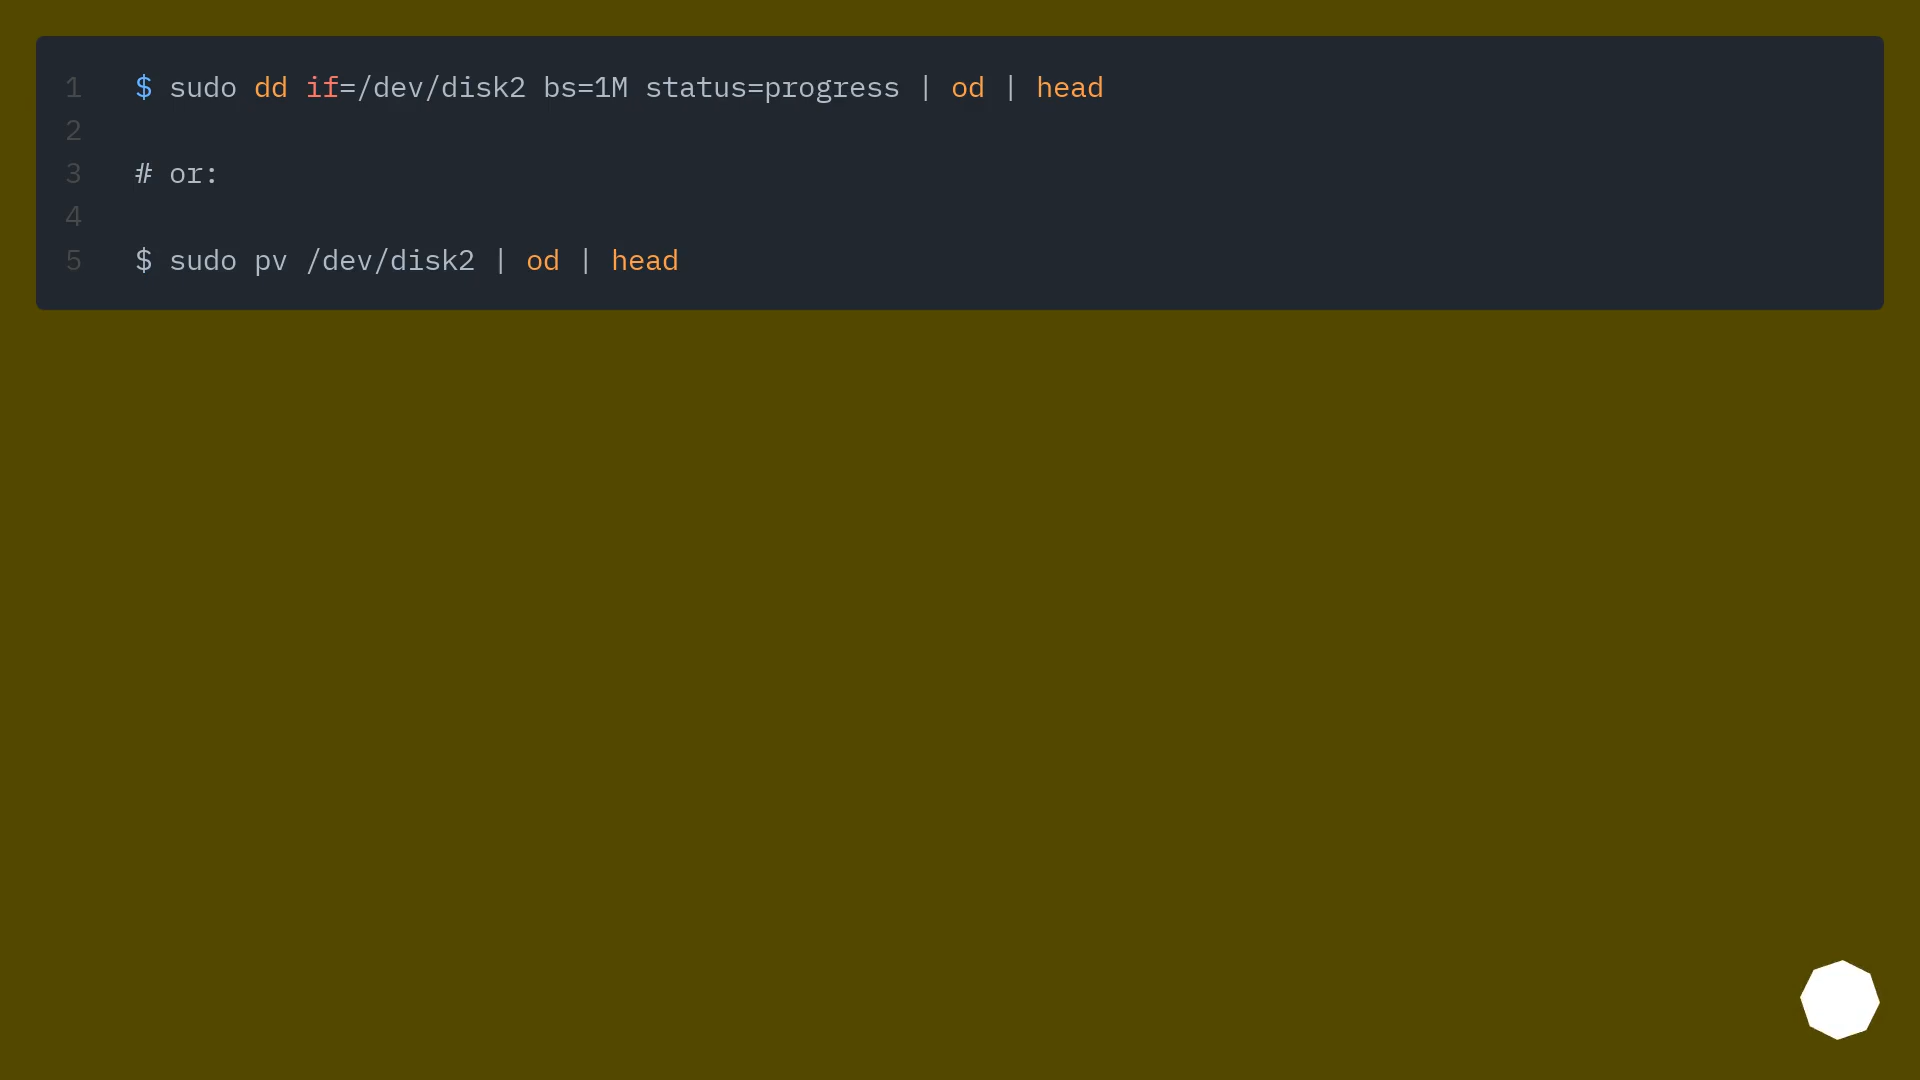 1 $ sudo dd if=/dev/disk2 bs=1M status=progress | od | head
2
3 # or:
4
5 $ sudo pv /dev/disk2 | od | head